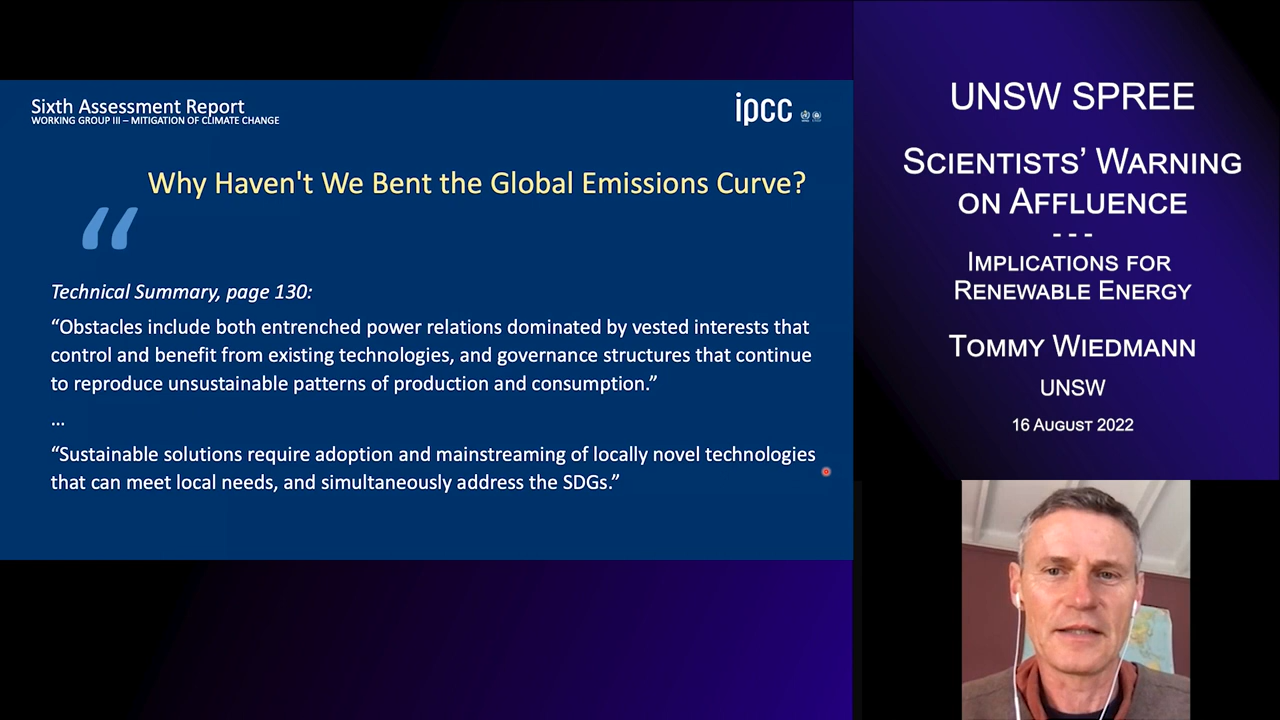 Sixth Assessment Report
WORKING GROUP III – MITIGATION OF CLIMATE CHANGE
ipcc
Why Haven't We Bent the Global Emissions Curve?
“
Technical Summary, page 130:
“Obstacles include both entrenched power relations dominated by vested interests that
control and benefit from existing technologies, and governance structures that continue
to reproduce unsustainable patterns of production and consumption.”
...
“Sustainable solutions require adoption and mainstreaming of locally novel technologies
that can meet local needs, and simultaneously address the SDGs.”
UNSW SPREE
Scientists’ Warning
on Affluence
- - -
Implications for
Renewable Energy
Tommy Wiedmann
UNSW
16 August 2022